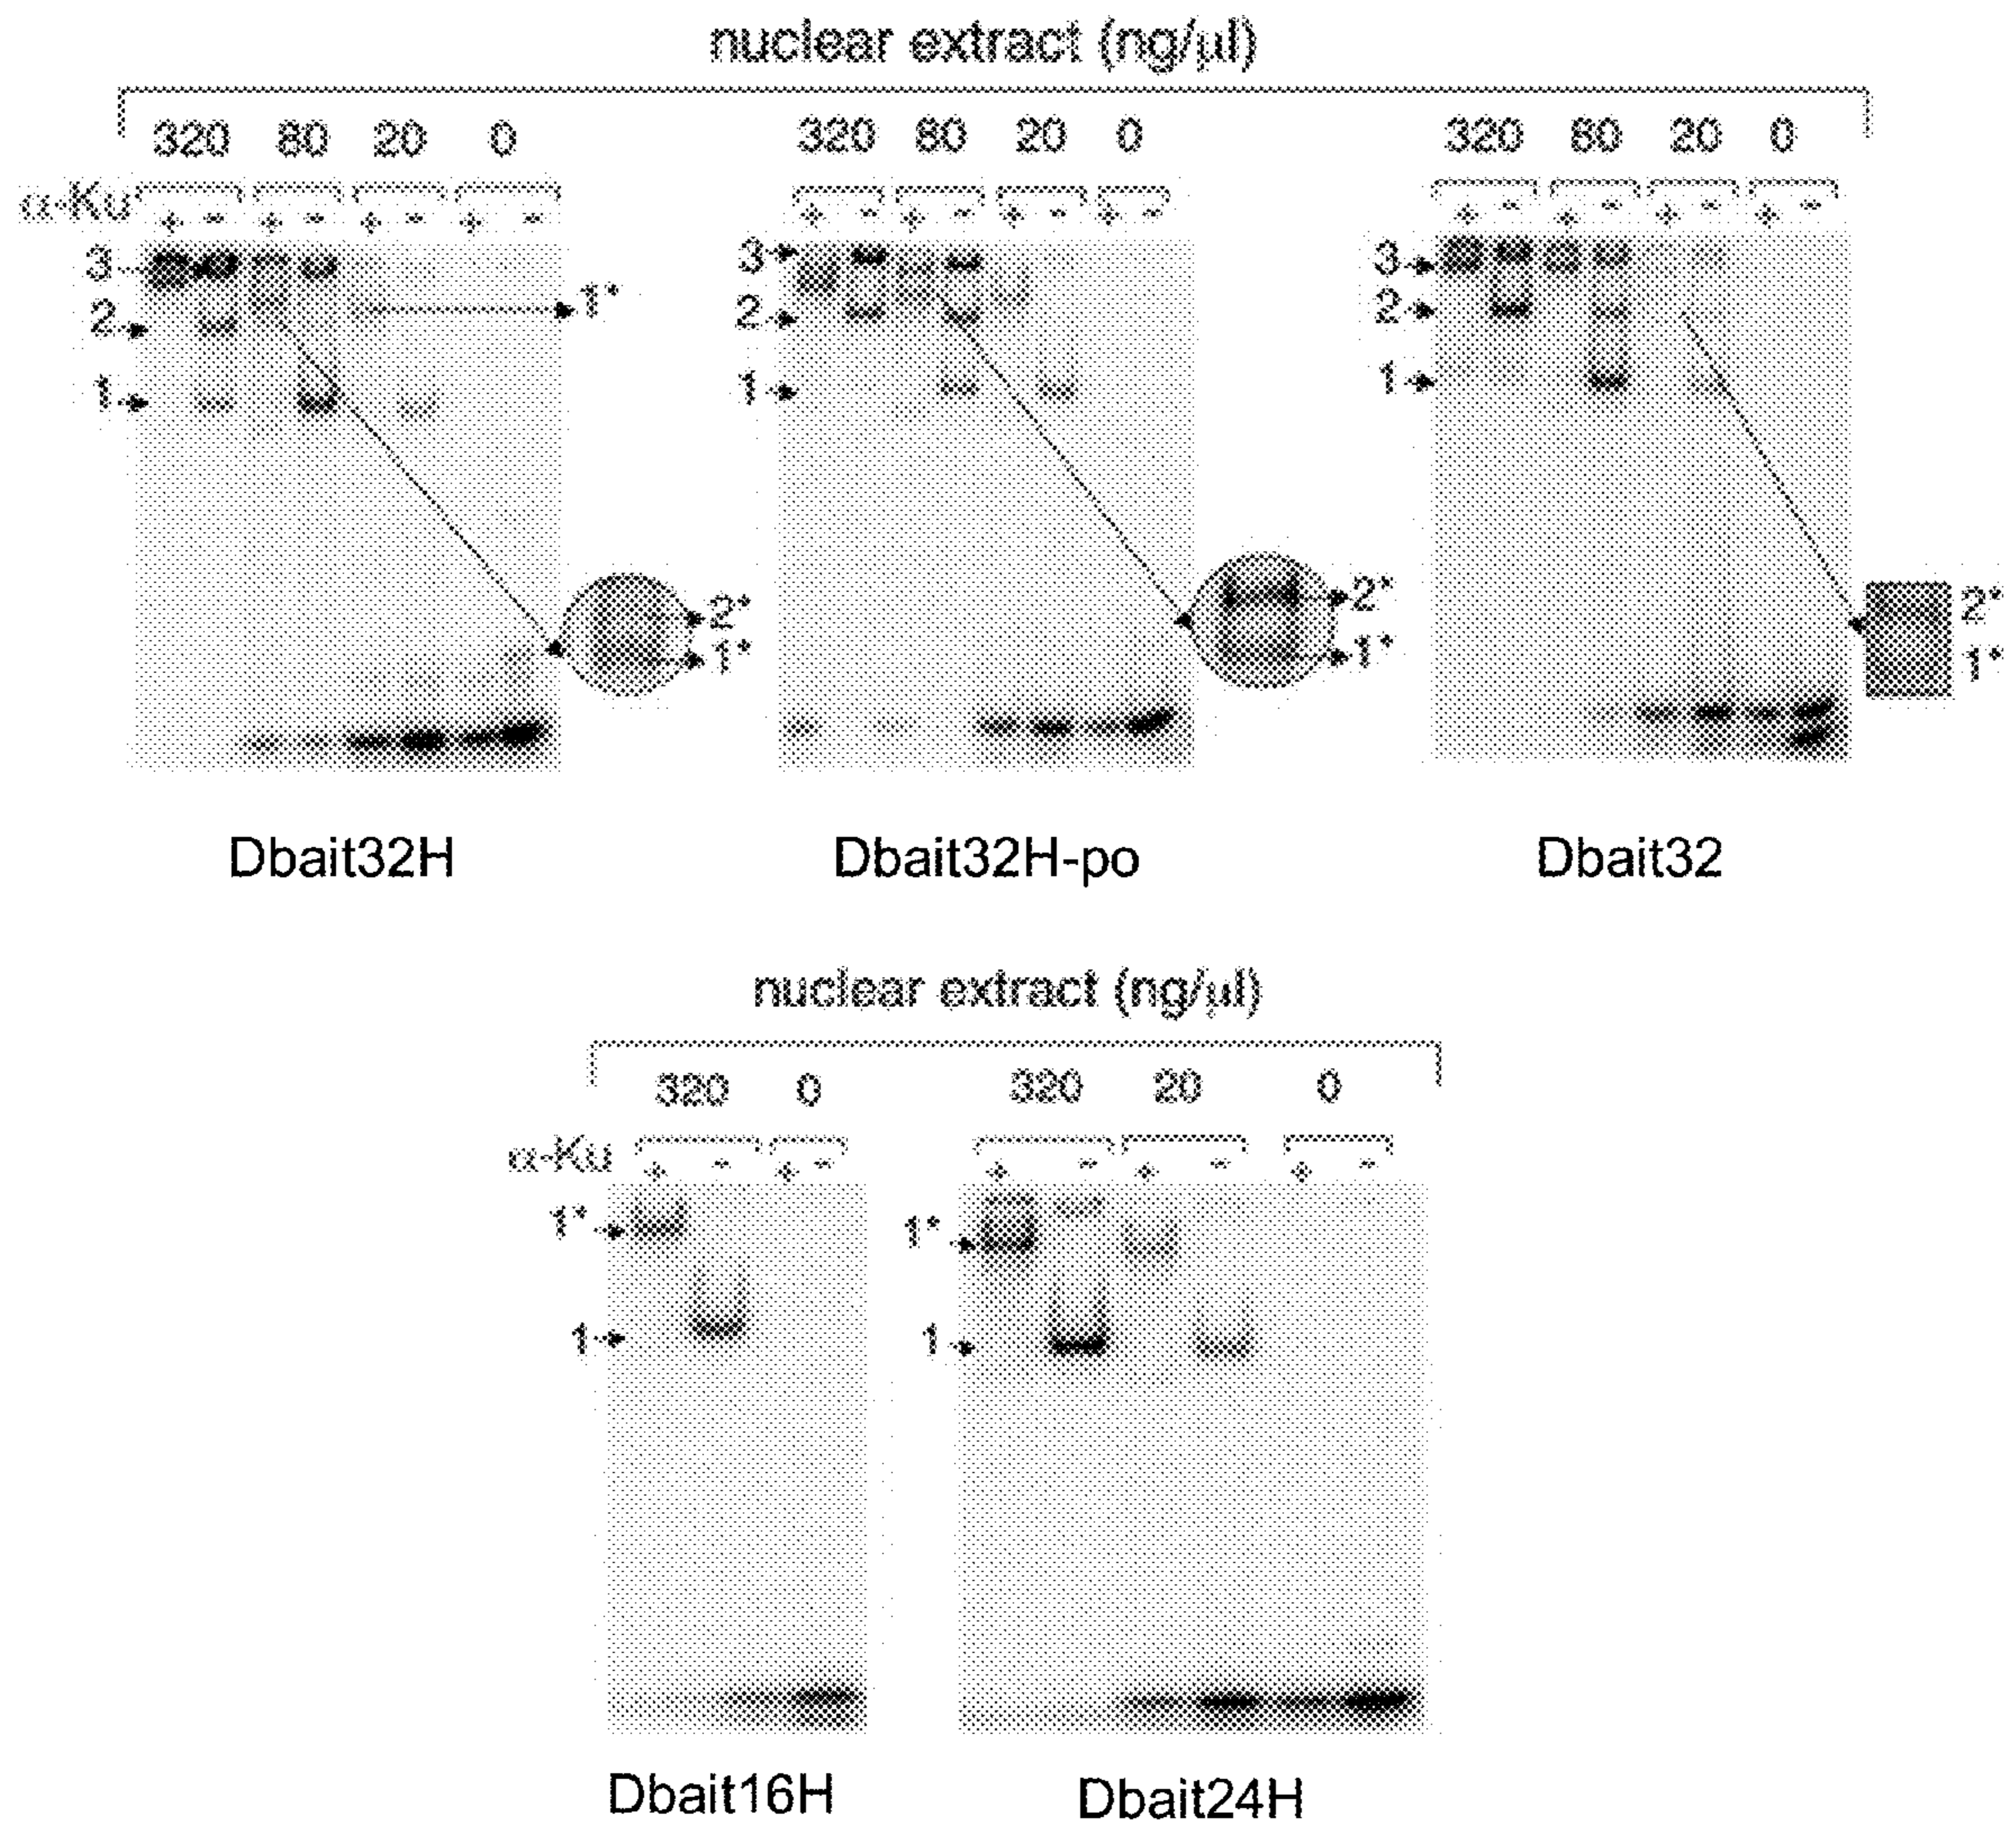 nuclear extract (ng/μl)
320 80 20 0 320 80 20 0 320 80 20 0
α-Ku + - + - + - + - + - + - + - + - + - + - + - + -
3 3 3
1*
2 2 2
1 1 1
2* 2* 2*
1* 1* 1*
Dbait32H Dbait32H-po Dbait32
nuclear extract (ng/μl)
320 0 320 20 0
α-Ku + - + - + - + - + -
1* 1*
1 1
Dbait16H Dbait24H